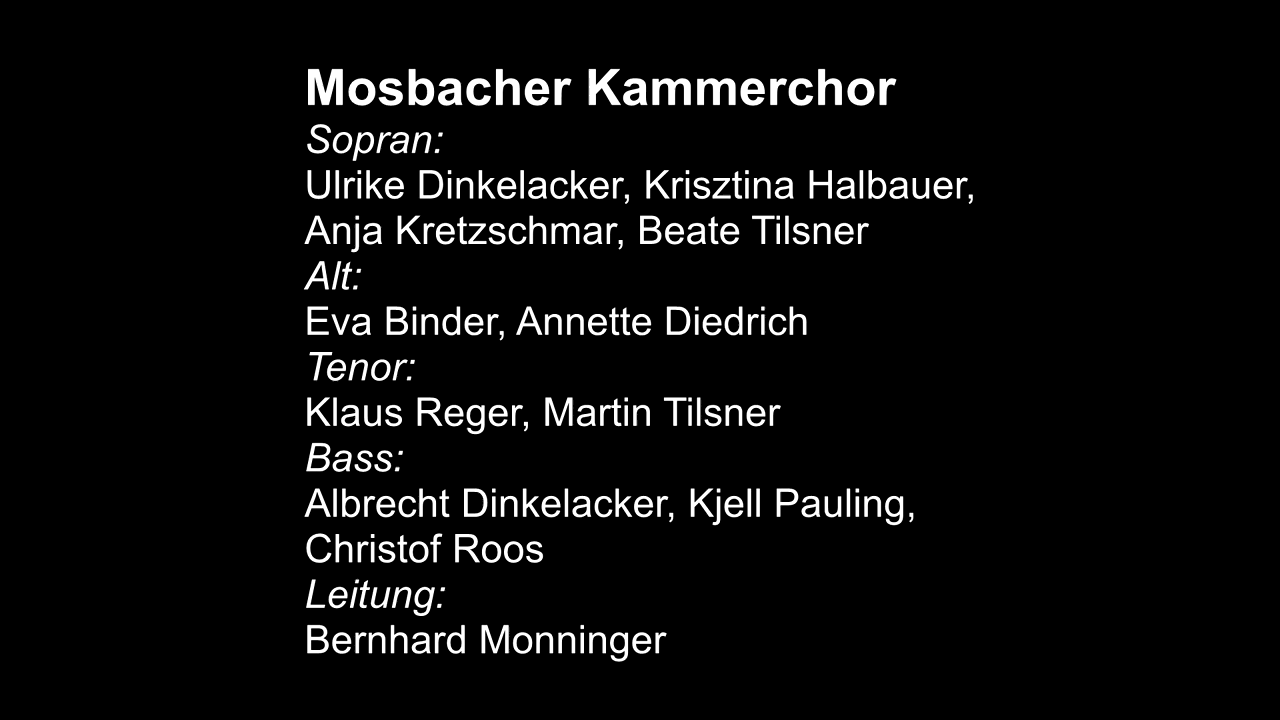 Mosbacher Kammerchor
Sopran:
Ulrike Dinkelacker, Krisztina Halbauer,
Anja Kretzschmar, Beate Tilsner
Alt:
Eva Binder, Annette Diedrich
Tenor:
Klaus Reger, Martin Tilsner
Bass:
Albrecht Dinkelacker, Kjell Pauling,
Christof Roos
Leitung:
Bernhard Monninger